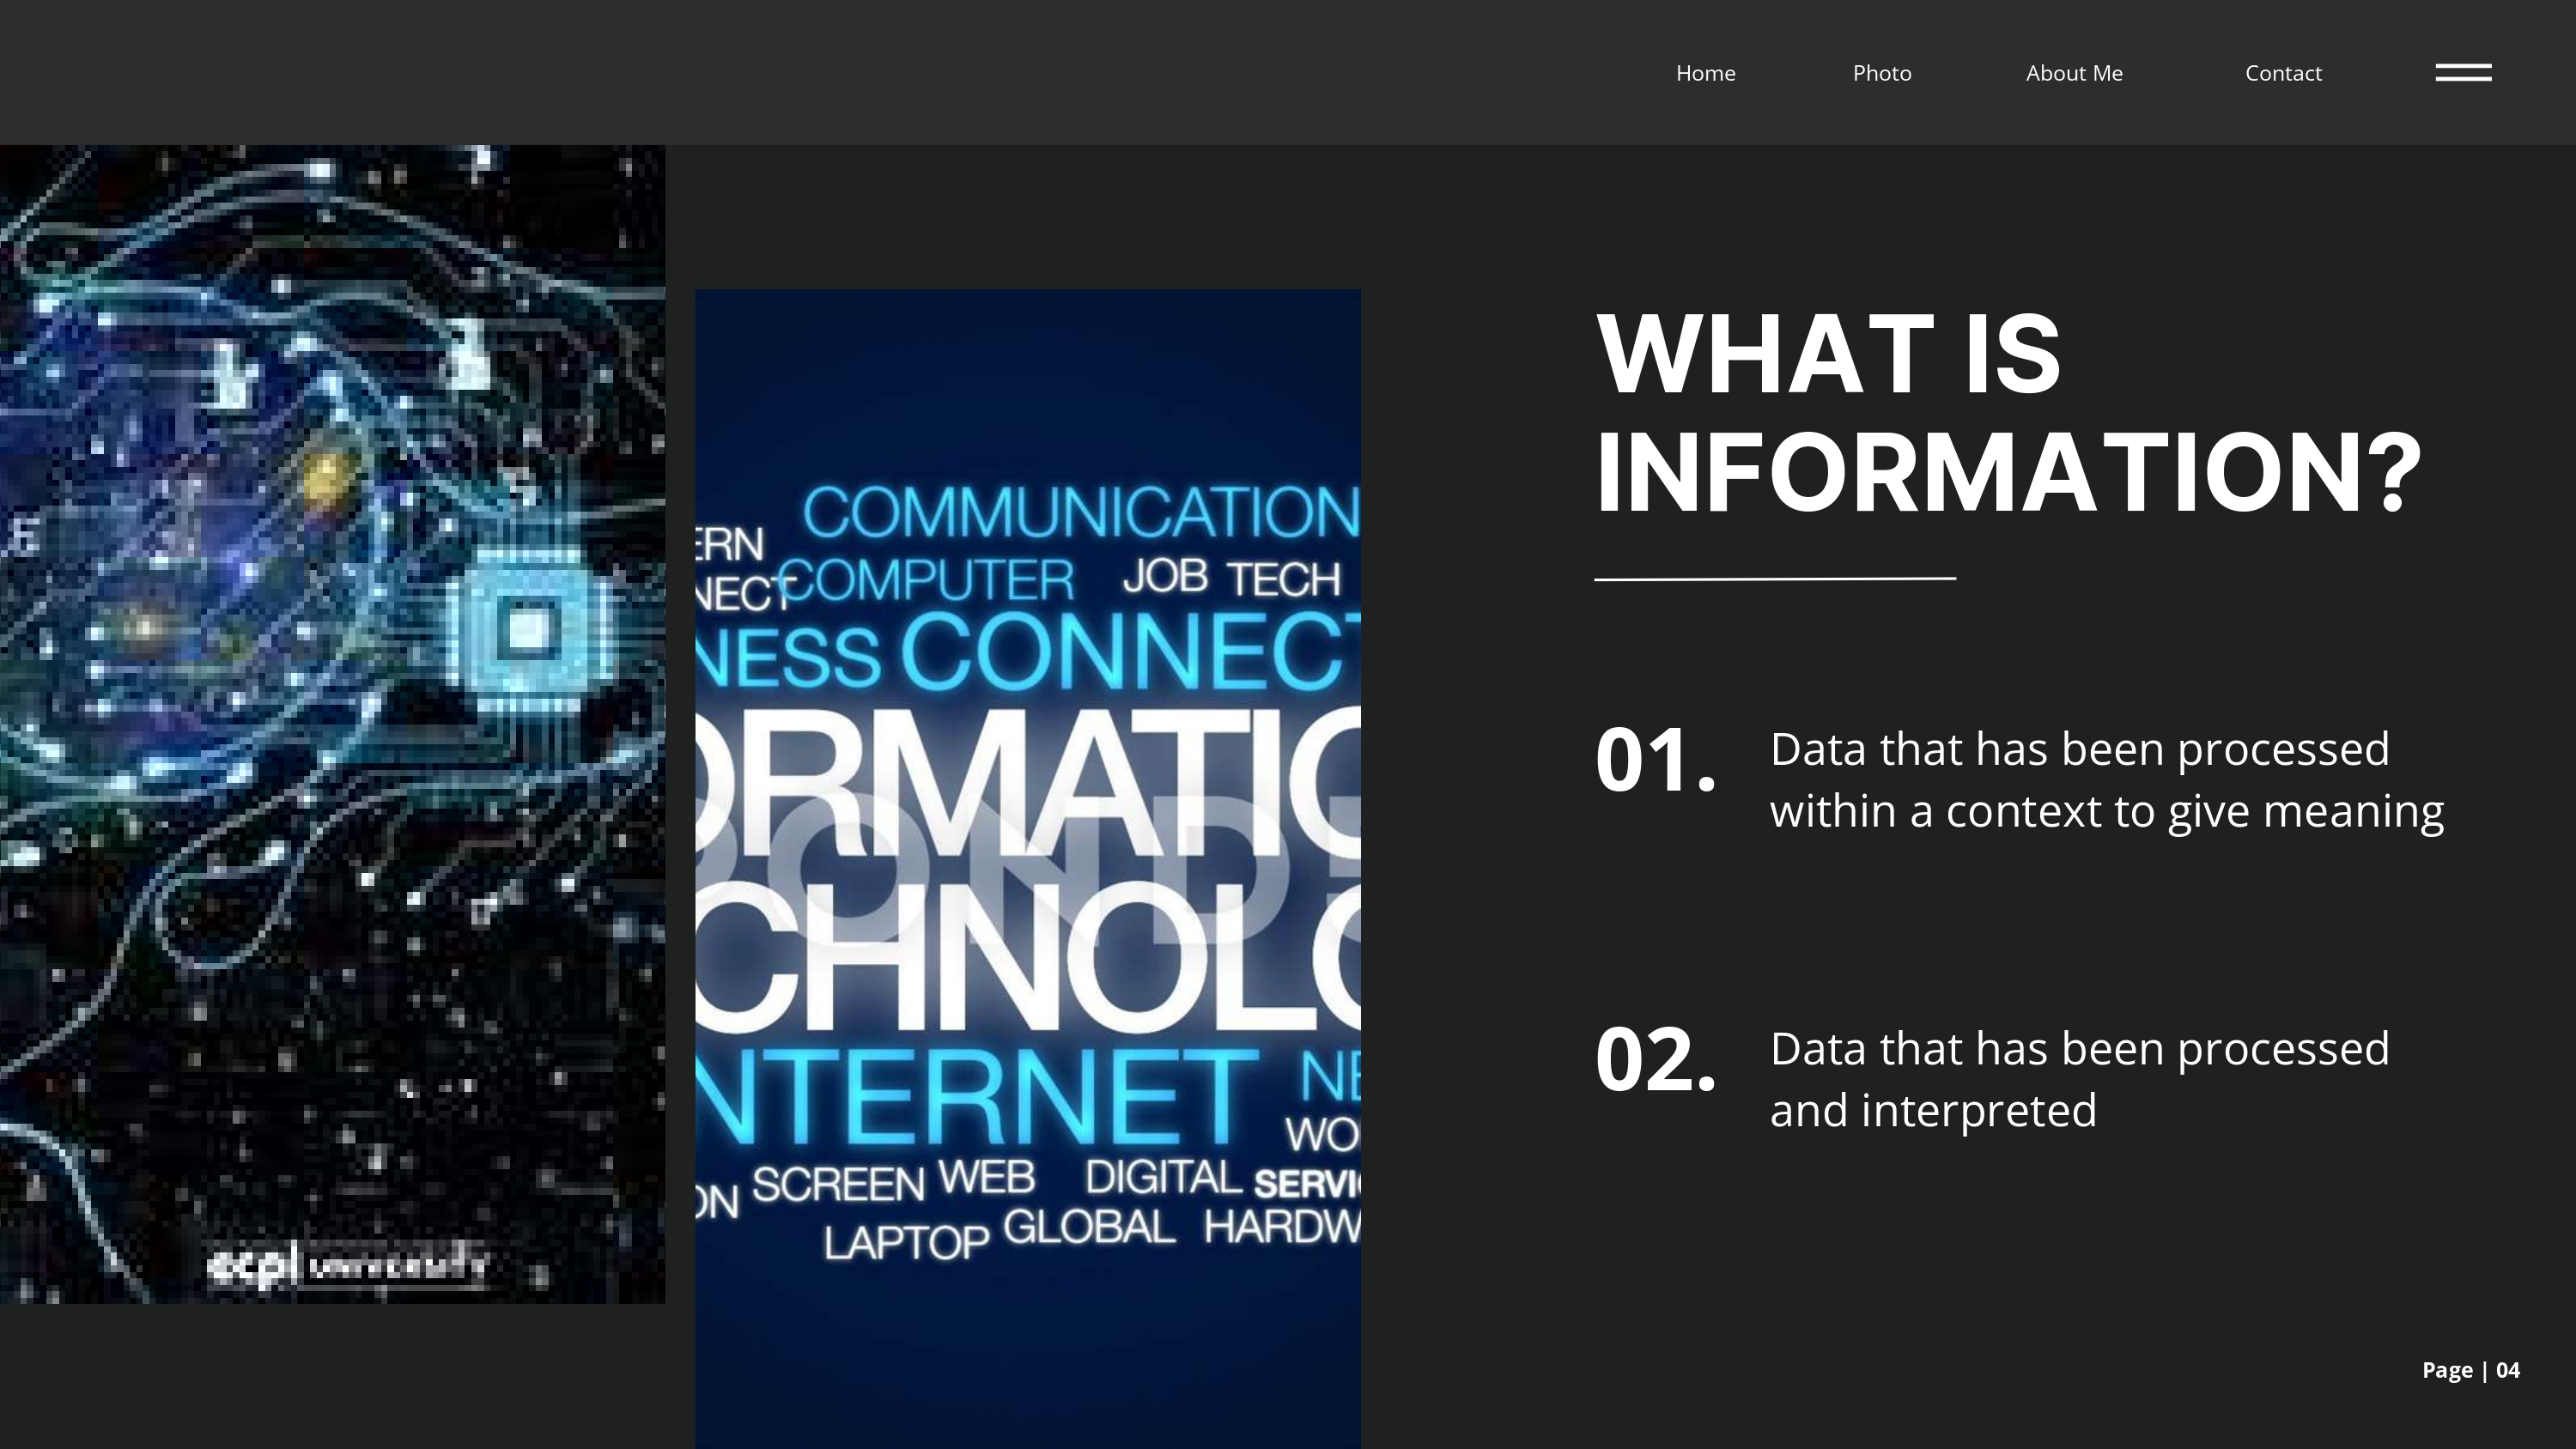 Home Photo About Me Contact
WHAT IS
INFORMATION?
01. Data that has been processed
within a context to give meaning
02. Data that has been processed
and interpreted
COMMUNICATION
ERN
NECT
COMPUTER JOB TECH
NESS CONNECT
ORMATIO
CHNOLO
NTERNET NE
WO
ON SCREEN WEB DIGITAL SERVIC
LAPTOP GLOBAL HARDW
ecpi university
Page | 04